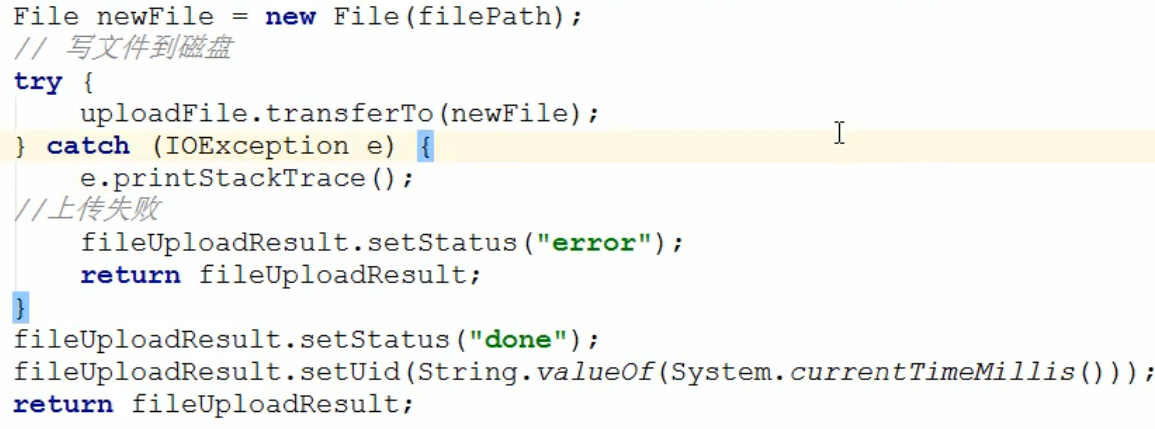 File newFile = new File(filePath);
// 写文件到磁盘
try {
    uploadFile.transferTo(newFile);
} catch (IOException e) {
    e.printStackTrace();
//上传失败
    fileUploadResult.setStatus("error");
    return fileUploadResult;
}
fileUploadResult.setStatus("done");
fileUploadResult.setUid(String.valueOf(System.currentTimeMillis()));
return fileUploadResult;